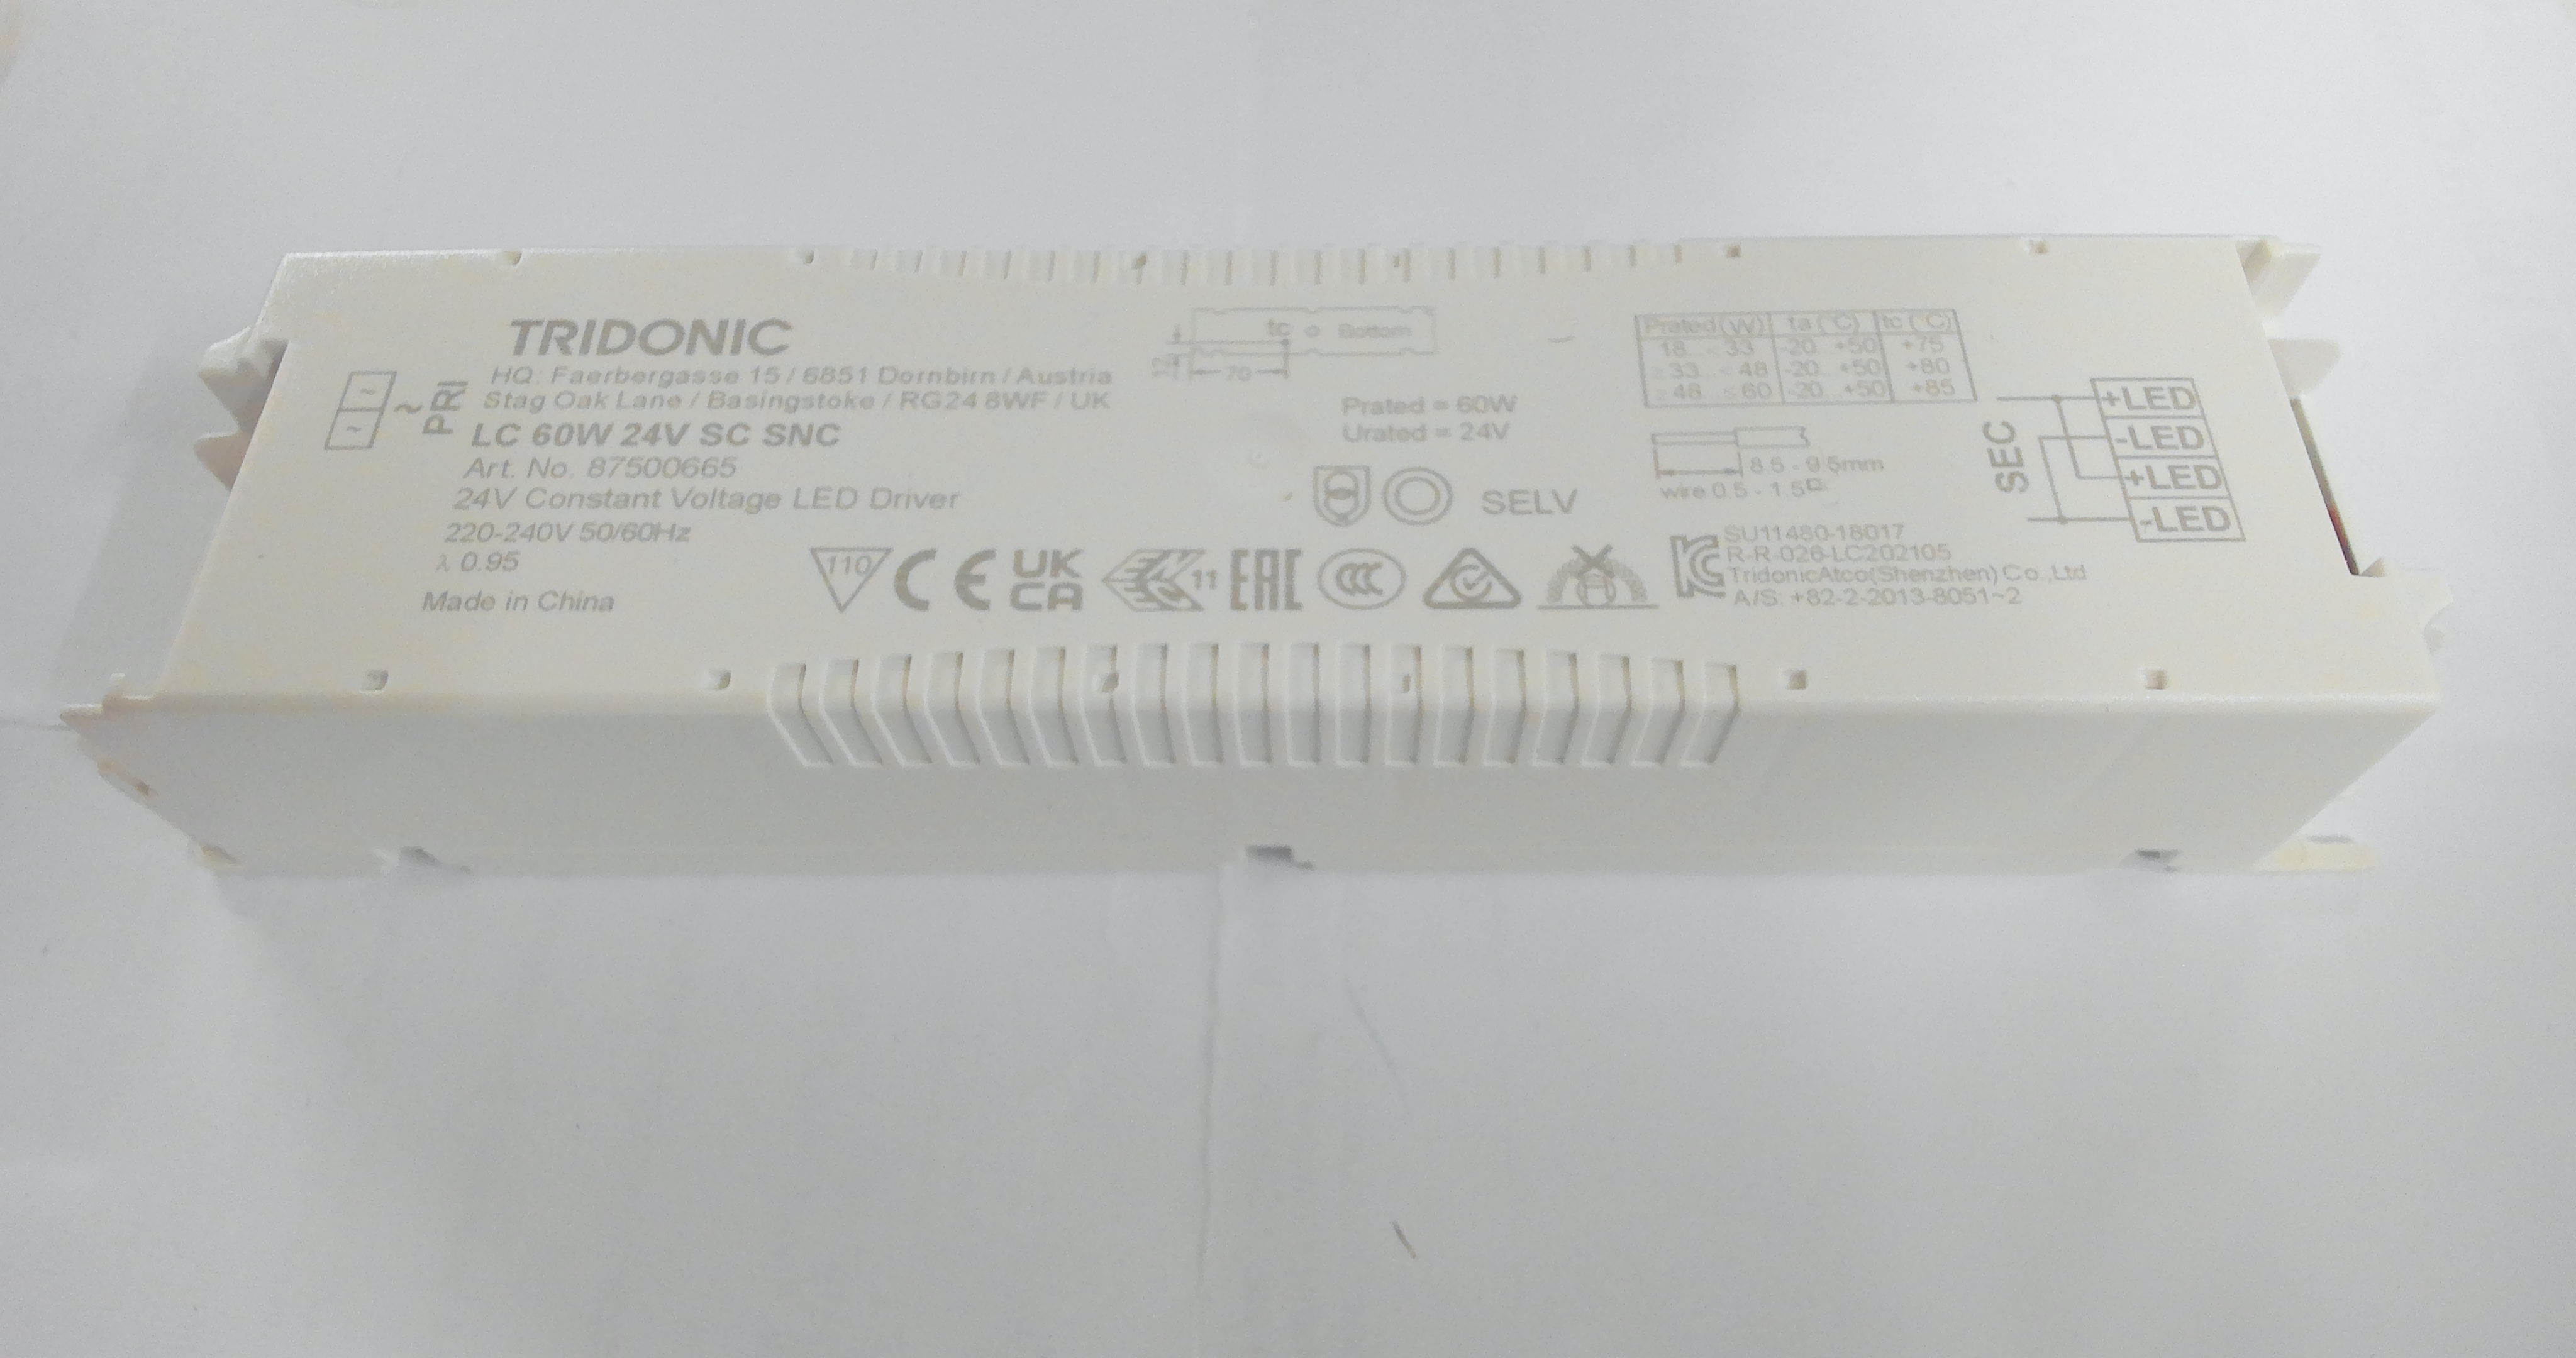 TRIDONIC
HQ: Faerbergasse 15 / 6851 Dornbirn / Austria
Stag Oak Lane / Basingstoke / RG24 8WF / UK
LC 60W 24V SC SNC
Art. No. 87500665
24V Constant Voltage LED Driver
220-240V 50/60Hz
λ 0.95
Made in China
~
~
~
PRI
tc
Bottom
70
Prated = 60W
Urated = 24V
SELV
110
CE
UK
CA
11
EAC
CCC
Prated(W) ta (°C) tc (°C)
18 33 -20 +50 +75
33 48 -20 +50 +80
48 ≤ 60 -20 +50 +85
8.5 - 9.5mm
wire 0.5 - 1.5
KC
SU11480-18017
R-R-026-LC202105
TridonicAtco(Shenzhen) Co.,Ltd
A/S: +82-2-2013-8051~2
SEC
+LED
-LED
+LED
-LED